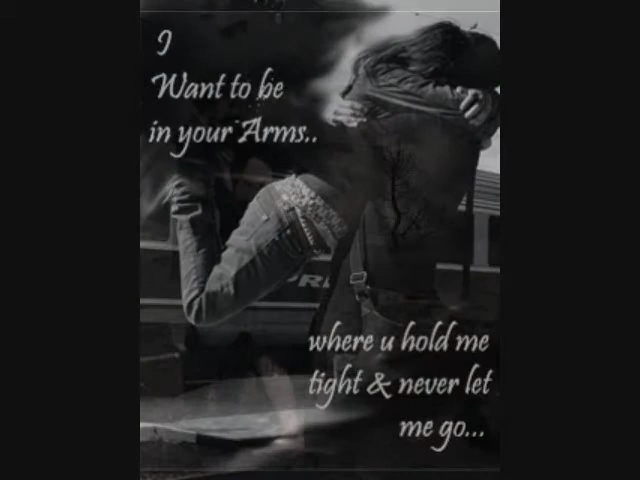 I
Want to be
in your Arms..
where u hold me
tight & never let
me go...